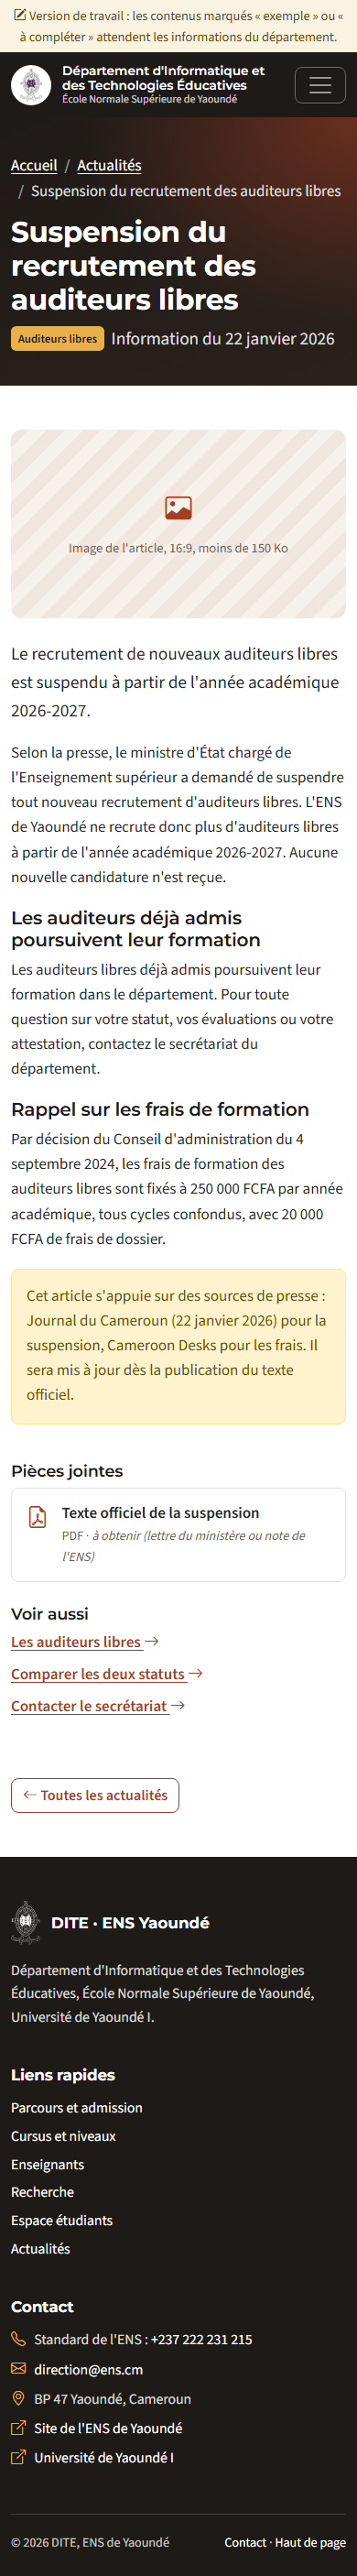 Version de travail : les contenus marqués « exemple » ou «
à compléter » attendent les informations du département.
Département d'Informatique et
des Technologies Éducatives
École Normale Supérieure de Yaoundé
Accueil / Actualités
/ Suspension du recrutement des auditeurs libres
Suspension du
recrutement des
auditeurs libres
Auditeurs libres Information du 22 janvier 2026
Image de l'article, 16:9, moins de 150 Ko
Le recrutement de nouveaux auditeurs libres
est suspendu à partir de l'année académique
2026-2027.
Selon la presse, le ministre d'État chargé de
l'Enseignement supérieur a demandé de suspendre
tout nouveau recrutement d'auditeurs libres. L'ENS
de Yaoundé ne recrute donc plus d'auditeurs libres
à partir de l'année académique 2026-2027. Aucune
nouvelle candidature n'est reçue.
Les auditeurs déjà admis
poursuivent leur formation
Les auditeurs libres déjà admis poursuivent leur
formation dans le département. Pour toute
question sur votre statut, vos évaluations ou votre
attestation, contactez le secrétariat du
département.
Rappel sur les frais de formation
Par décision du Conseil d'administration du 4
septembre 2024, les frais de formation des
auditeurs libres sont fixés à 250 000 FCFA par année
académique, tous cycles confondus, avec 20 000
FCFA de frais de dossier.
Cet article s'appuie sur des sources de presse :
Journal du Cameroun (22 janvier 2026) pour la
suspension, Cameroon Desks pour les frais. Il
sera mis à jour dès la publication du texte
officiel.
Pièces jointes
Texte officiel de la suspension
PDF · à obtenir (lettre du ministère ou note de
l'ENS)
Voir aussi
Les auditeurs libres →
Comparer les deux statuts →
Contacter le secrétariat →
← Toutes les actualités
DITE · ENS Yaoundé
Département d'Informatique et des Technologies
Éducatives, École Normale Supérieure de Yaoundé,
Université de Yaoundé I.
Liens rapides
Parcours et admission
Cursus et niveaux
Enseignants
Recherche
Espace étudiants
Actualités
Contact
Standard de l'ENS : +237 222 231 215
direction@ens.cm
BP 47 Yaoundé, Cameroun
Site de l'ENS de Yaoundé
Université de Yaoundé I
© 2026 DITE, ENS de Yaoundé
Contact · Haut de page